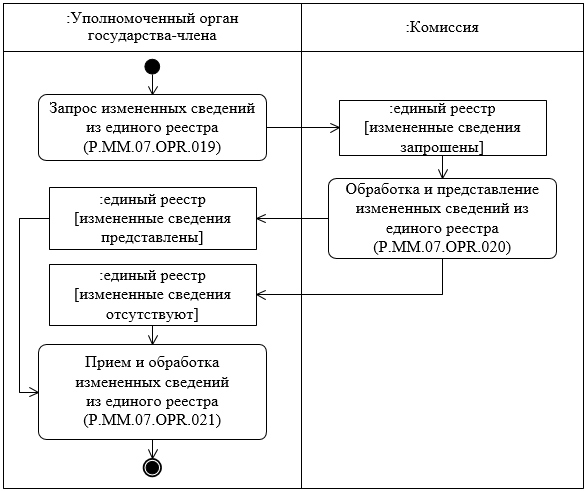 :Уполномоченный орган
государства-члена
:Комиссия
Запрос измененных сведений
из единого реестра
(P.MM.07.OPR.019)
:единый реестр
[измененные сведения
запрошены]
Обработка и представление
измененных сведений из
единого реестра
(P.MM.07.OPR.020)
:единый реестр
[измененные сведения
представлены]
:единый реестр
[измененные сведения
отсутствуют]
Прием и обработка
измененных сведений
из единого реестра
(P.MM.07.OPR.021)